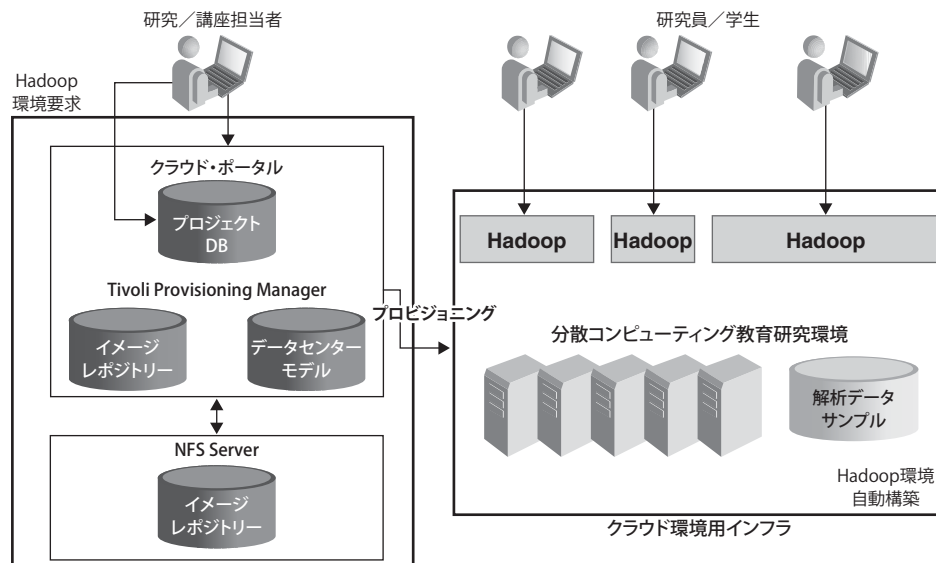 研究／講座担当者
研究員／学生
Hadoop
環境要求
クラウド・ポータル
プロジェクト
DB
Tivoli Provisioning Manager
イメージ
レポジトリー
データセンター
モデル
プロビジョニング
NFS Server
イメージ
レポジトリー
Hadoop
Hadoop
Hadoop
分散コンピューティング教育研究環境
解析データ
サンプル
Hadoop環境
自動構築
クラウド環境用インフラ